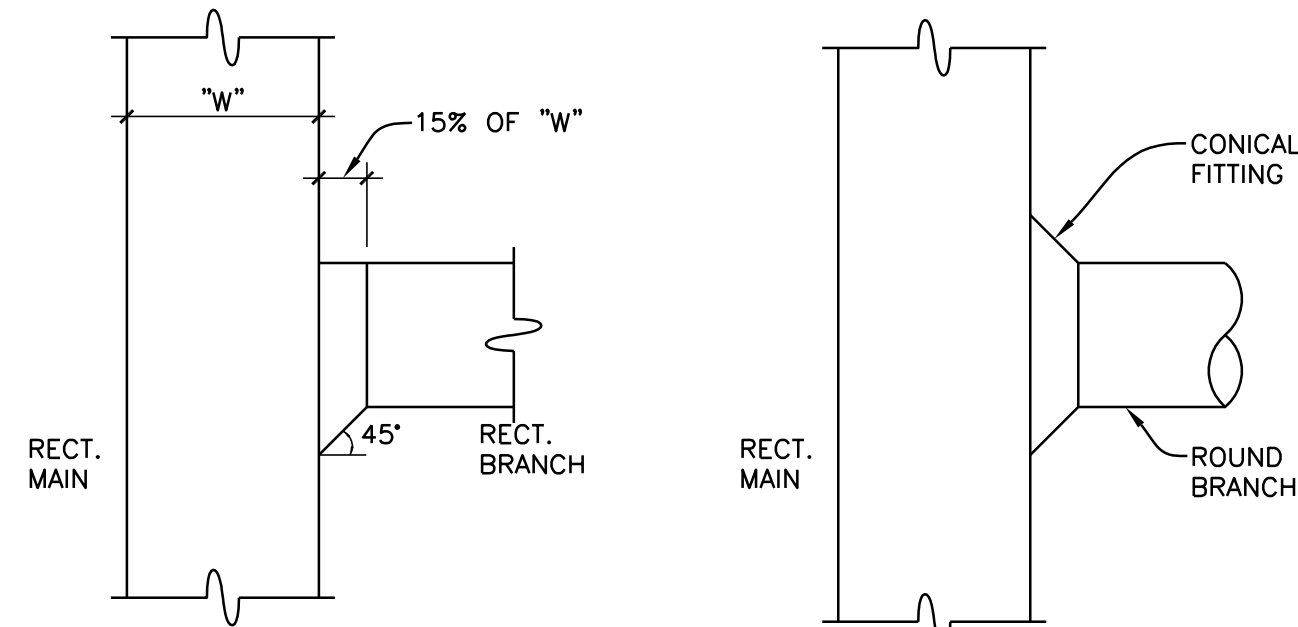 "W"
15% OF "W"
45°
RECT.
MAIN
RECT.
BRANCH
CONICAL
FITTING
RECT.
MAIN
ROUND
BRANCH